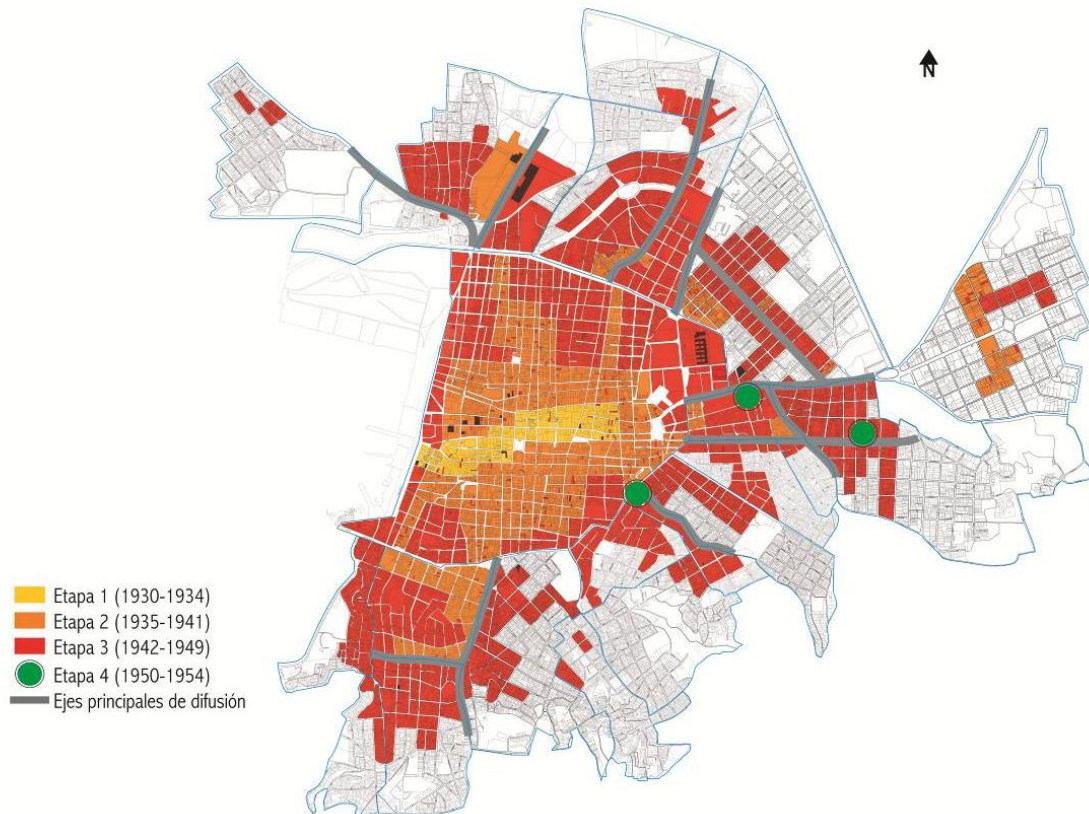 N
Etapa 1 (1930-1934)
Etapa 2 (1935-1941)
Etapa 3 (1942-1949)
Etapa 4 (1950-1954)
Ejes principales de difusión